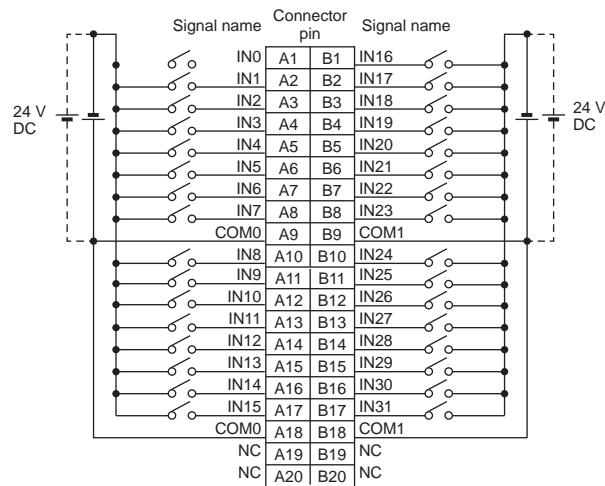 Signal name Connector pin Signal name
IN0 A1 B1 IN16
IN1 A2 B2 IN17
IN2 A3 B3 IN18
24 V DC IN3 A4 B4 IN19 24 V DC
IN4 A5 B5 IN20
IN5 A6 B6 IN21
IN6 A7 B7 IN22
IN7 A8 B8 IN23
COM0 A9 B9 COM1
IN8 A10 B10 IN24
IN9 A11 B11 IN25
IN10 A12 B12 IN26
IN11 A13 B13 IN27
IN12 A14 B14 IN28
IN13 A15 B15 IN29
IN14 A16 B16 IN30
IN15 A17 B17 IN31
COM0 A18 B18 COM1
NC A19 B19 NC
NC A20 B20 NC